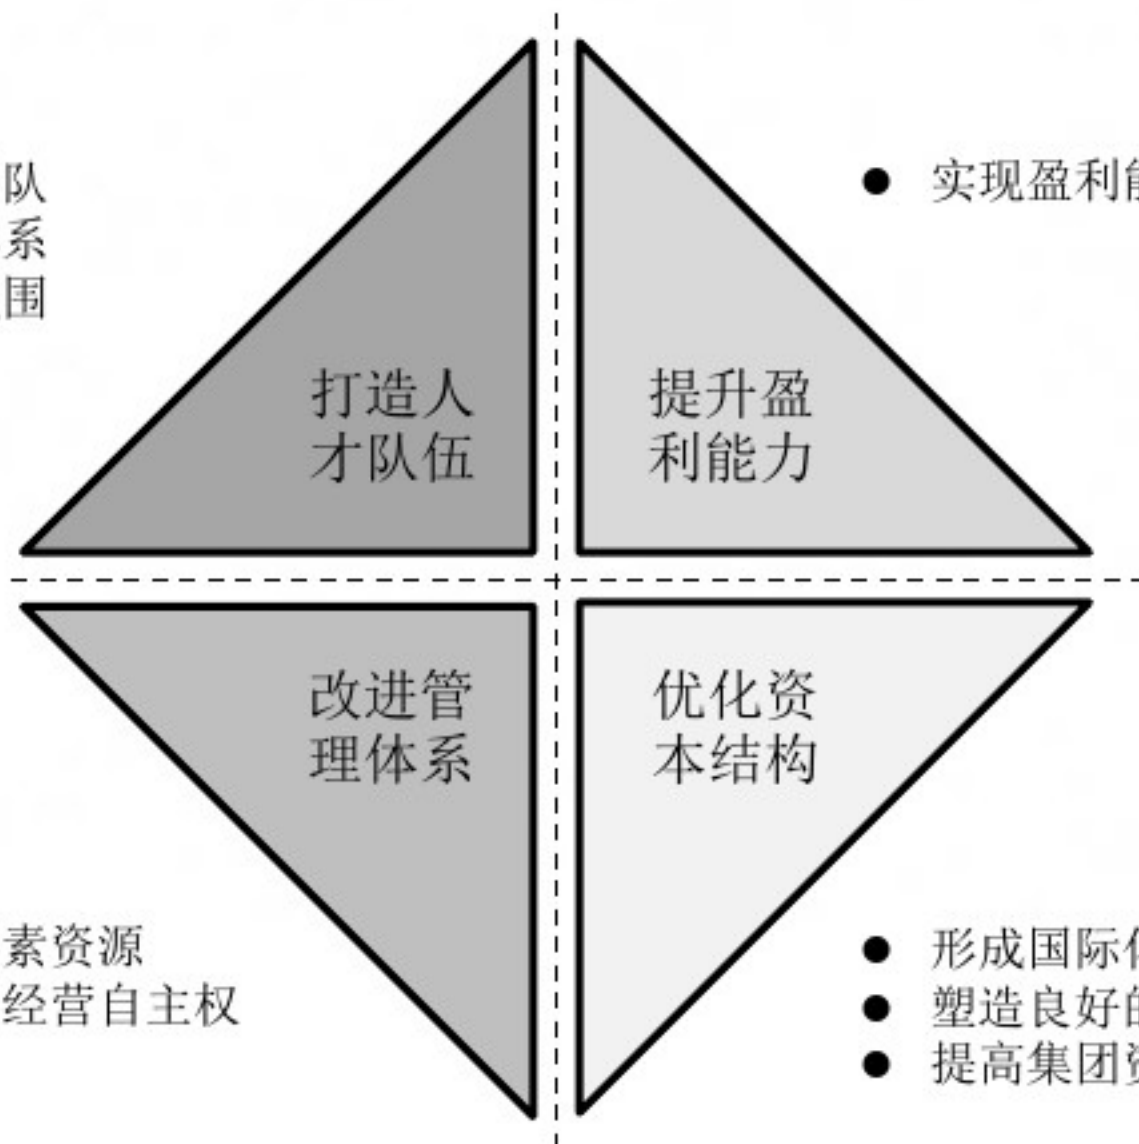 队
系
围
打造人
才队伍
提升盈
利能力
● 实现盈利
改进管
理体系
优化资
本结构
素资源
经营自主权
● 形成国际
● 塑造良好
● 提高集团